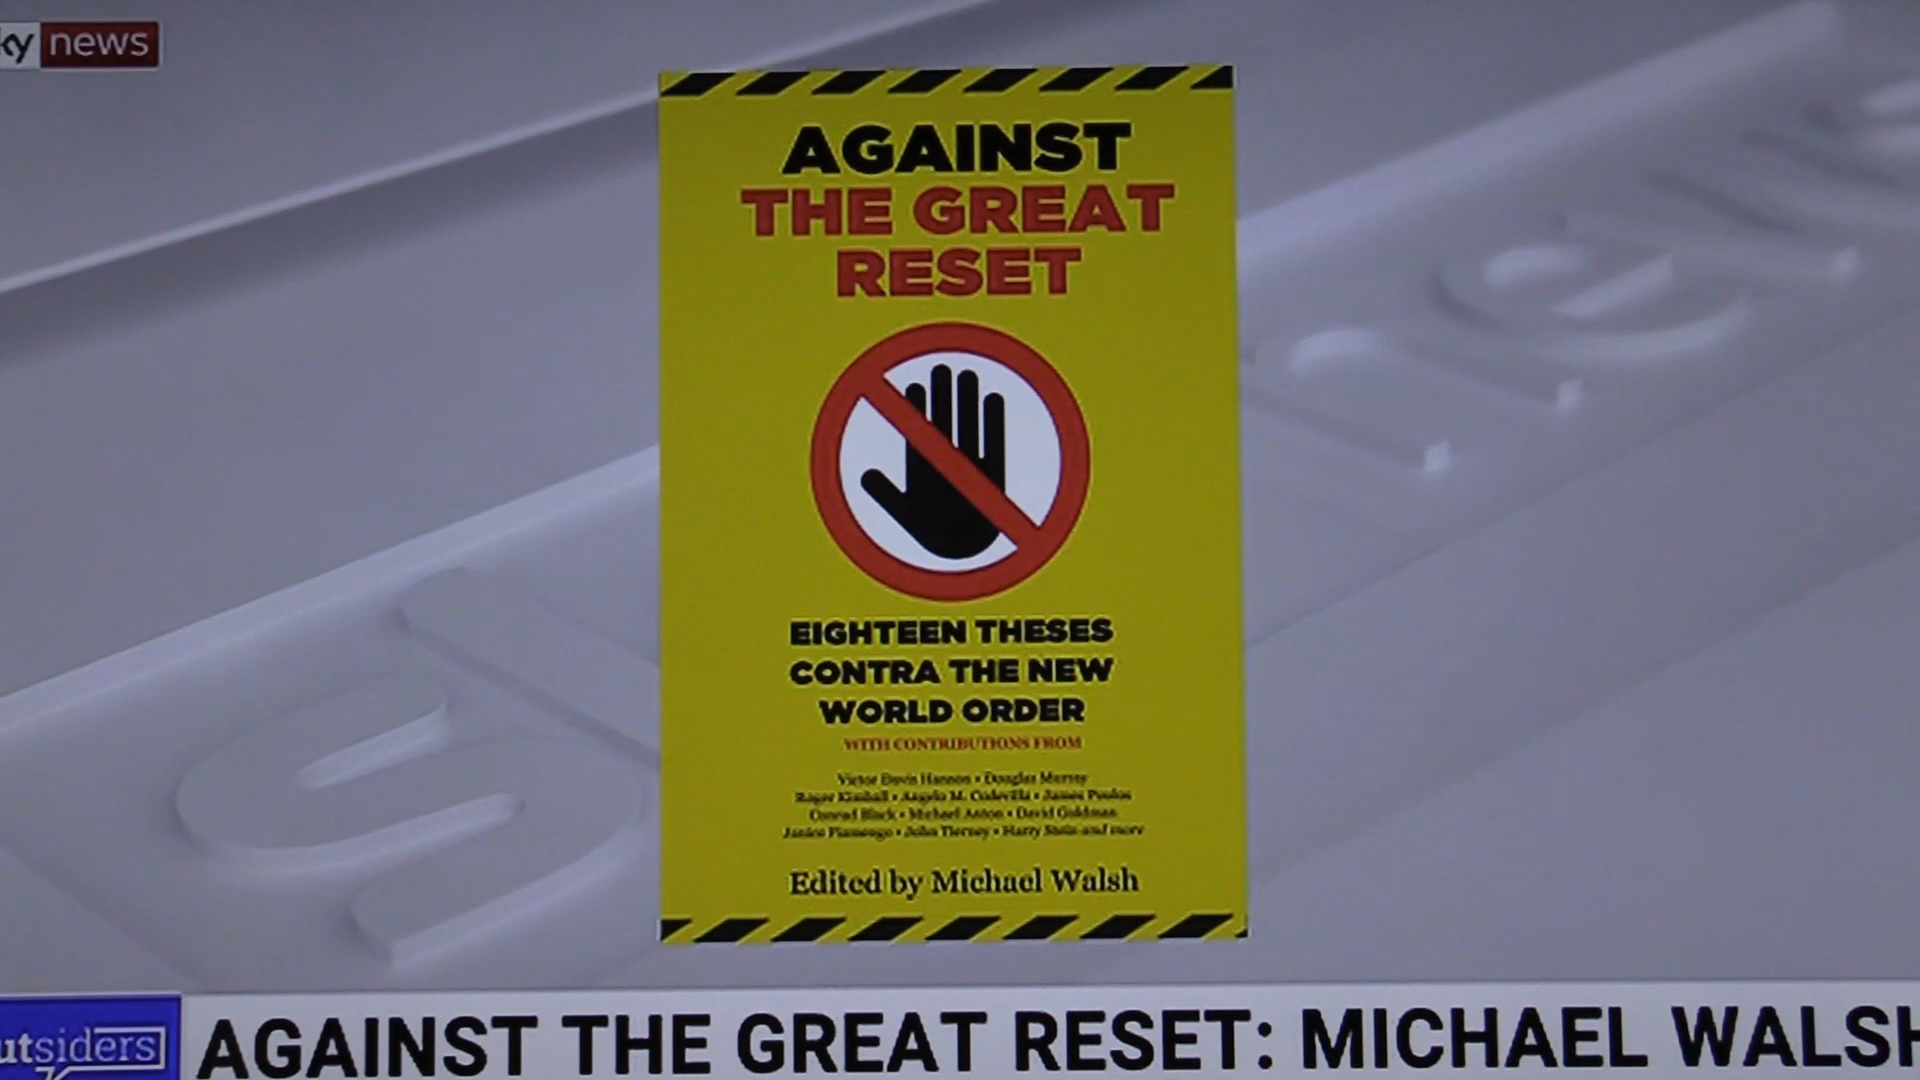 ky news
AGAINST
THE GREAT
RESET
EIGHTEEN THESES
CONTRA THE NEW
WORLD ORDER
WITH CONTRIBUTIONS FROM
Victor Davis Hanson • Douglas Murray
Roger Kimball • Angelo M. Codevilla • James Poulos
Conrad Black • Michael Anton • David Goldman
Janice Fiamengo • John Tierney • Harry Stein and more
Edited by Michael Walsh
utsiders
AGAINST THE GREAT RESET: MICHAEL WALSH